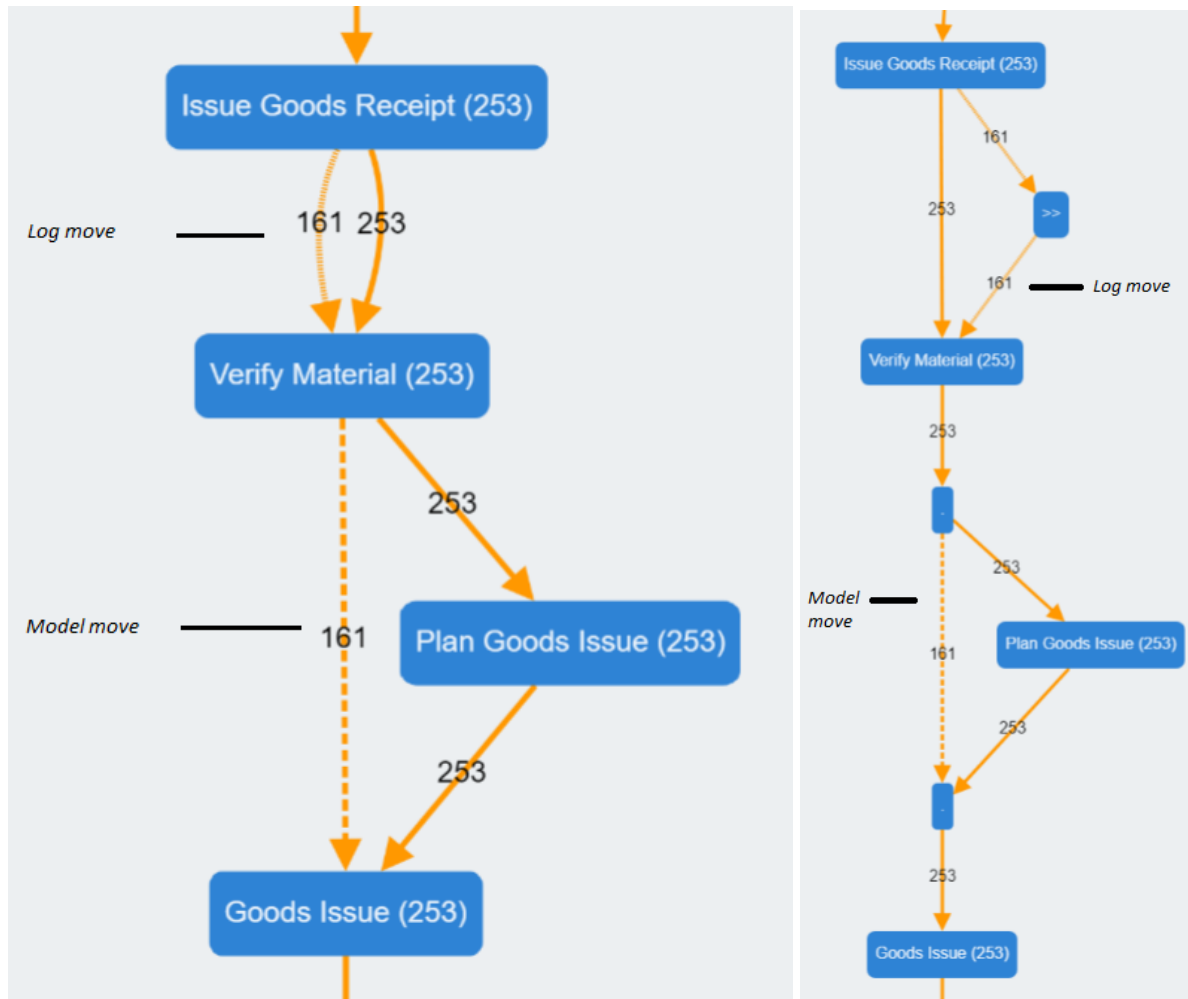 Issue Goods Receipt (253)
Log move
161
253
Verify Material (253)
253
Model move
161
Plan Goods Issue (253)
253
Goods Issue (253)
Issue Goods Receipt (253)
161
253
>>
161
Log move
Verify Material (253)
253
.
253
Model
move
161
Plan Goods Issue (253)
253
.
253
Goods Issue (253)